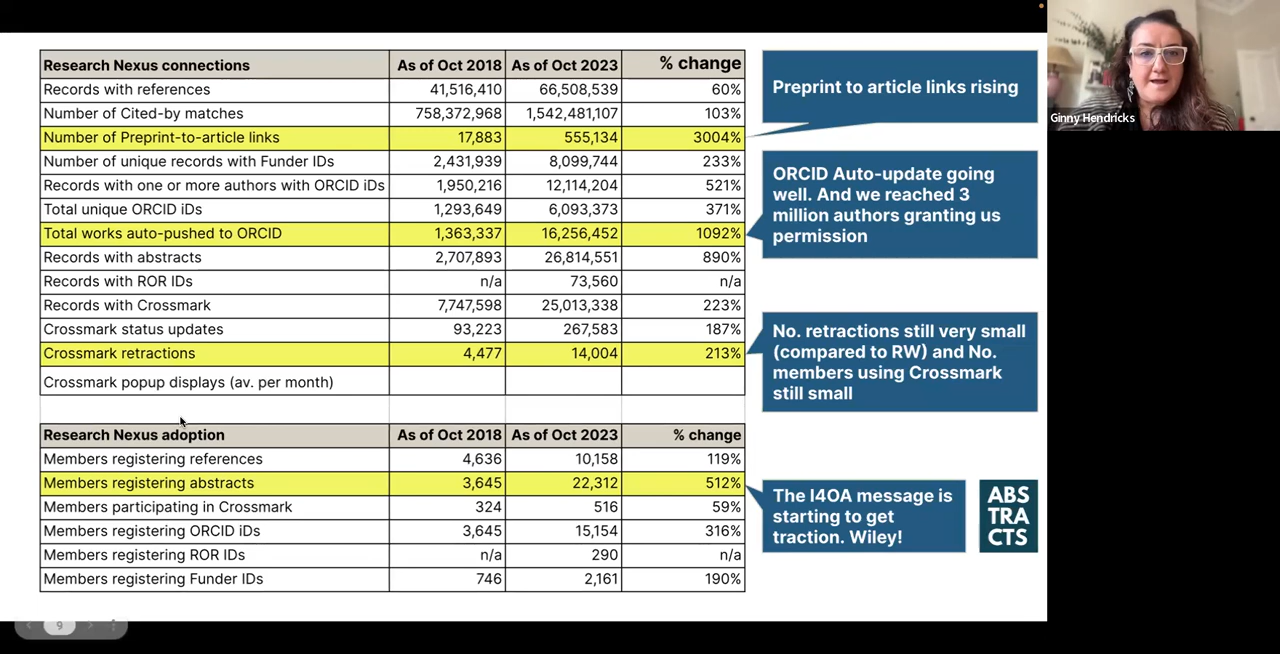 Research Nexus connections As of Oct 2018 As of Oct 2023 % change
Records with references 41,516,410 66,508,539 60%
Number of Cited-by matches 758,372,968 1,542,481,107 103%
Number of Preprint-to-article links 17,883 555,134 3004%
Number of unique records with Funder IDs 2,431,939 8,099,744 233%
Records with one or more authors with ORCID iDs 1,950,216 12,114,204 521%
Total unique ORCID iDs 1,293,649 6,093,373 371%
Total works auto-pushed to ORCID 1,363,337 16,256,452 1092%
Records with abstracts 2,707,893 26,814,551 890%
Records with ROR IDs n/a 73,560 n/a
Records with Crossmark 7,747,598 25,013,338 223%
Crossmark status updates 93,223 267,583 187%
Crossmark retractions 4,477 14,004 213%
Crossmark popup displays (av. per month)
Research Nexus adoption As of Oct 2018 As of Oct 2023 % change
Members registering references 4,636 10,158 119%
Members registering abstracts 3,645 22,312 512%
Members participating in Crossmark 324 516 59%
Members registering ORCID iDs 3,645 15,154 316%
Members registering ROR IDs n/a 290 n/a
Members registering Funder IDs 746 2,161 190%
Preprint to article links rising
ORCID Auto-update going
well. And we reached 3
million authors granting us
permission
No. retractions still very small
(compared to RW) and No.
members using Crossmark
still small
The I4OA message is
starting to get
traction. Wiley!
ABS
TRA
CTS
Ginny Hendricks
9